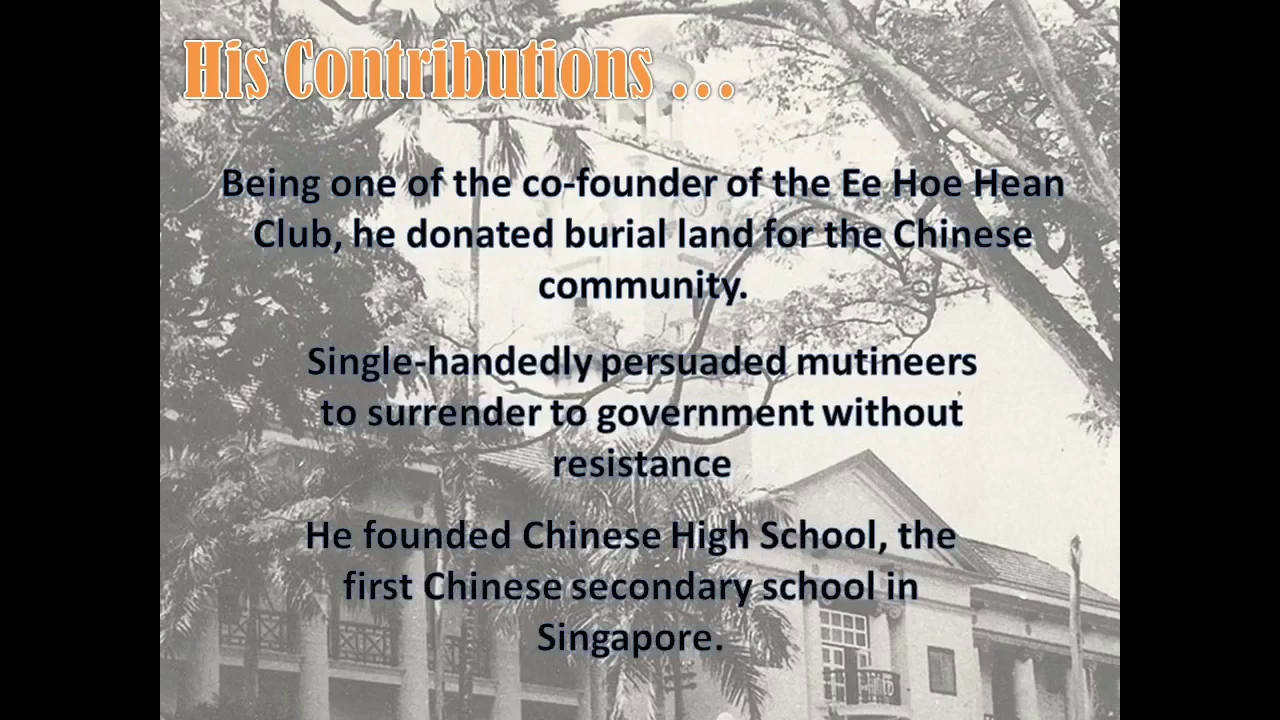 His Contributions ...
Being one of the co-founder of the Ee Hoe Hean
Club, he donated burial land for the Chinese
community.
Single-handedly persuaded mutineers
to surrender to government without
resistance
He founded Chinese High School, the
first Chinese secondary school in
Singapore.